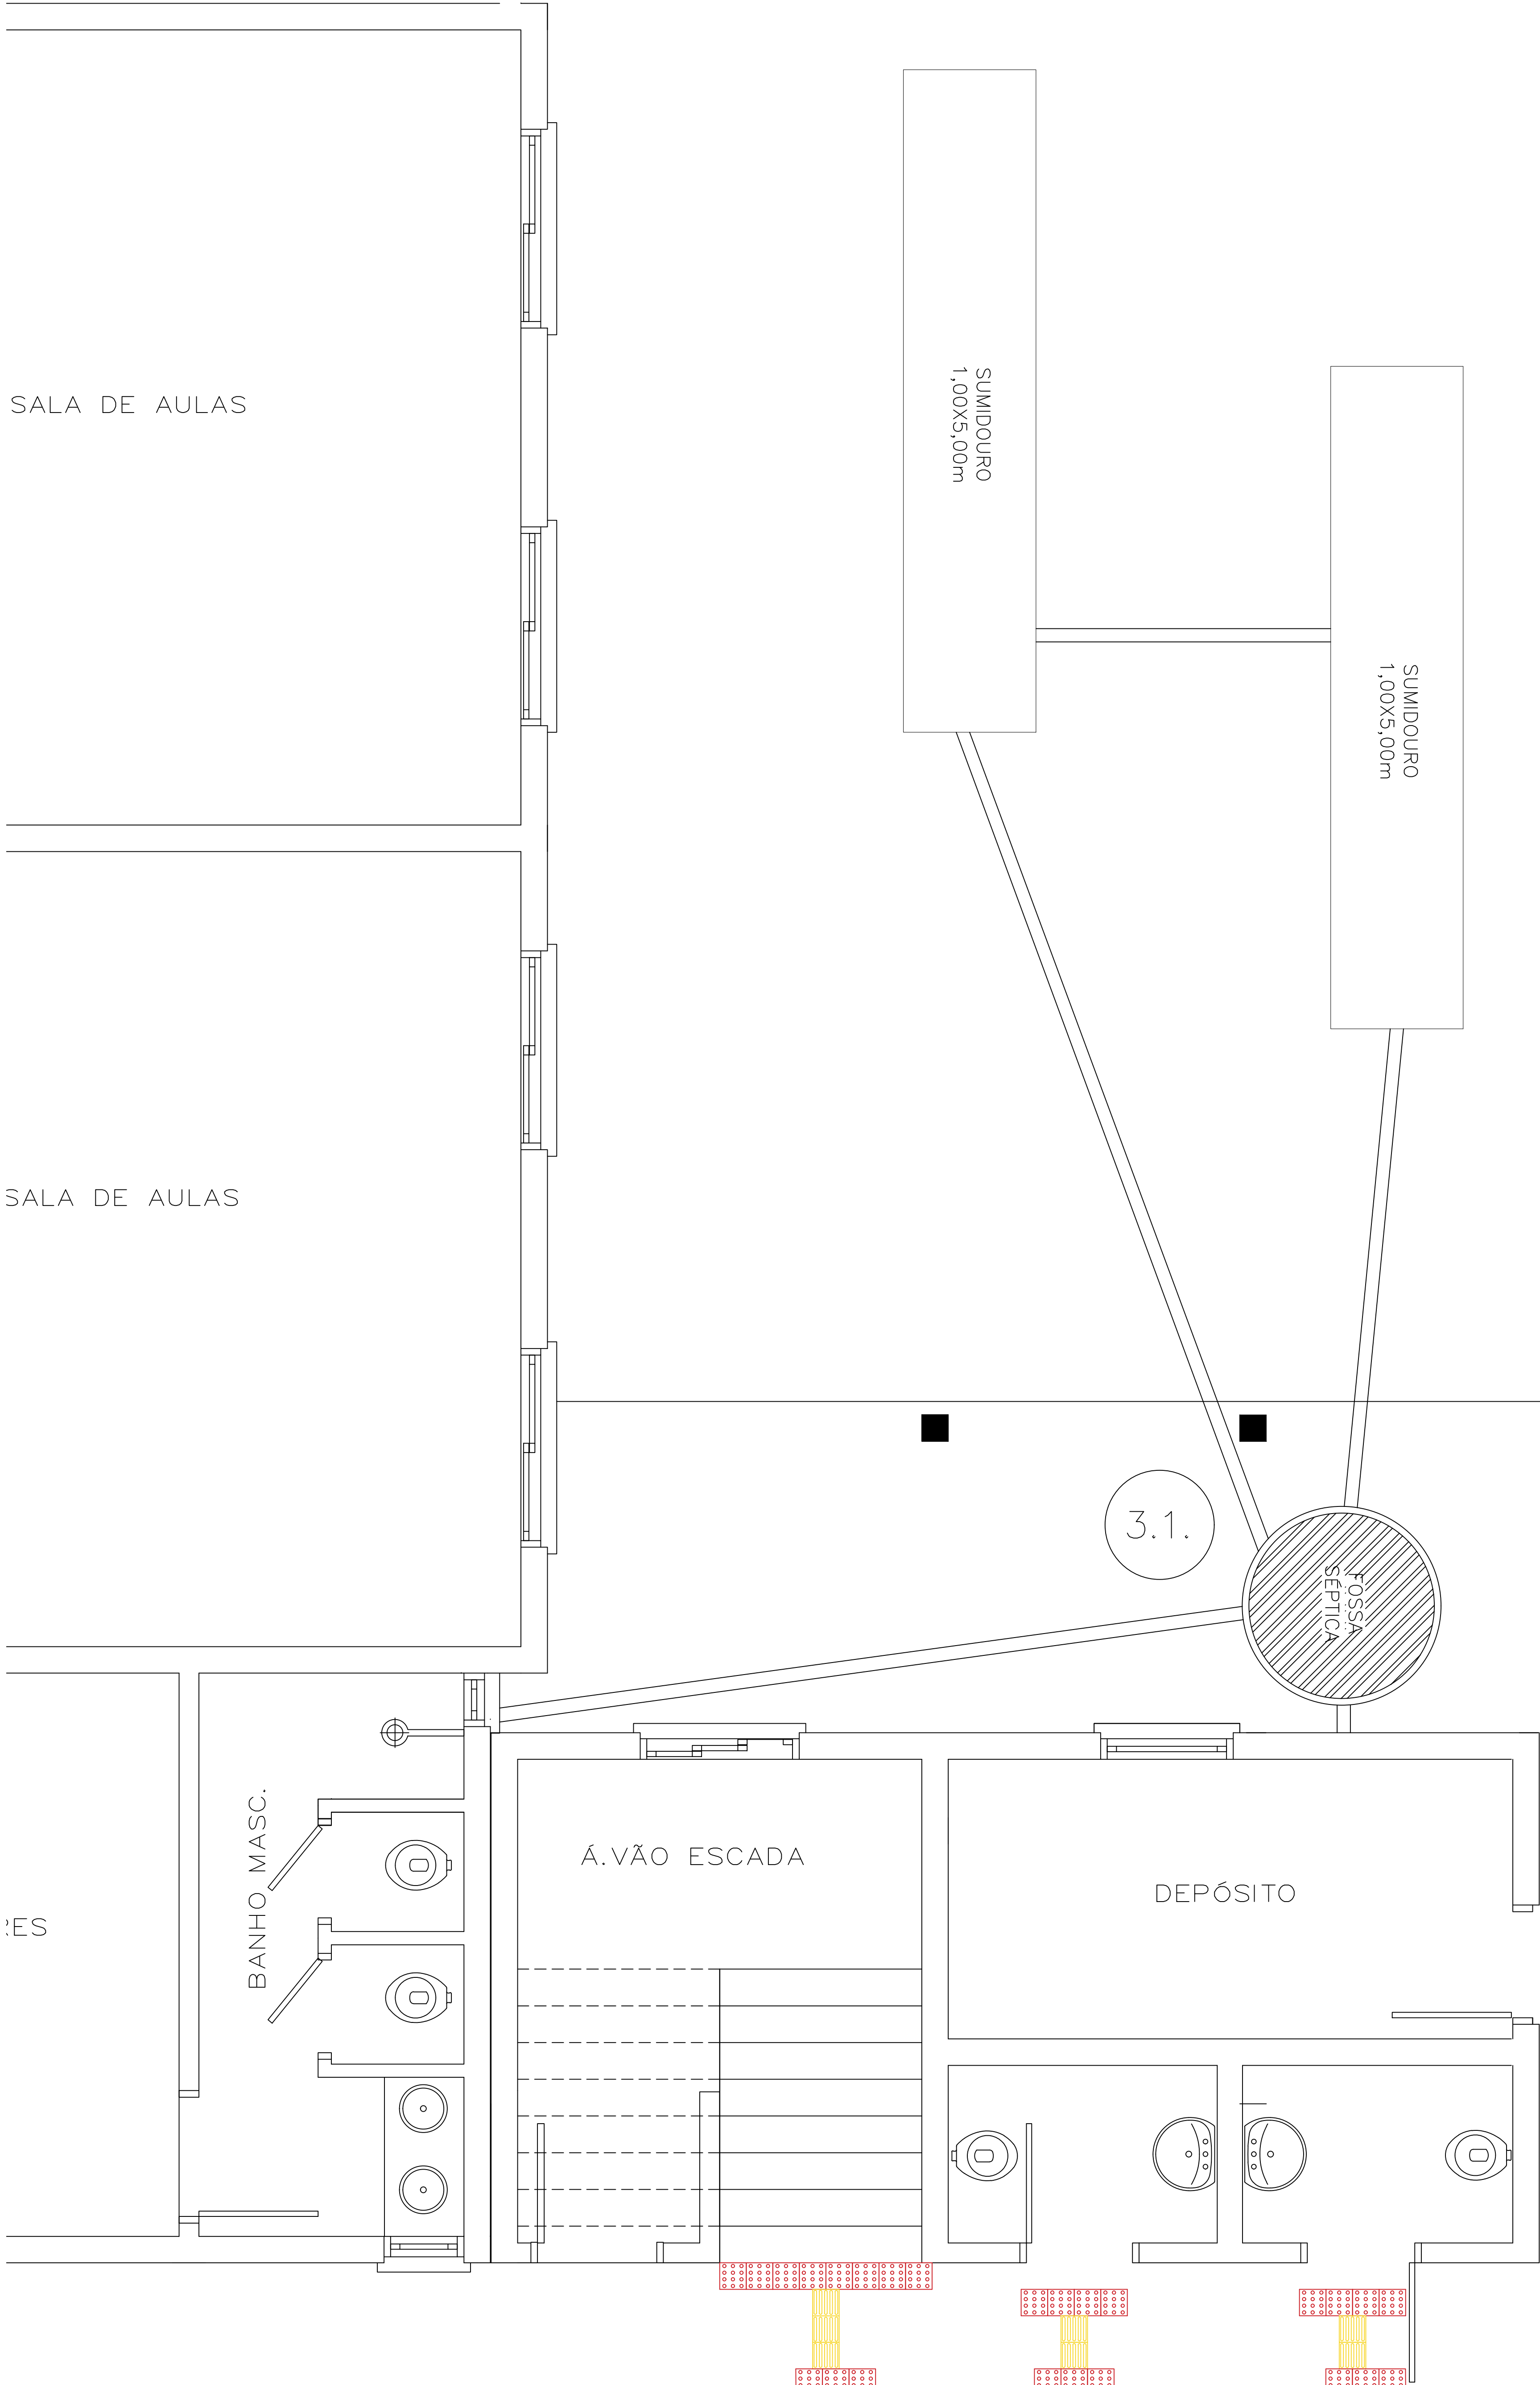 SALA DE AULAS
SUMIDOURO
1,00X5,00m
SUMIDOURO
1,00X5,00m
SALA DE AULAS
3.1.
FOSSA
SÉPTICA
BANHO MASC.
Á.VÃO ESCADA
DEPÓSITO
RES